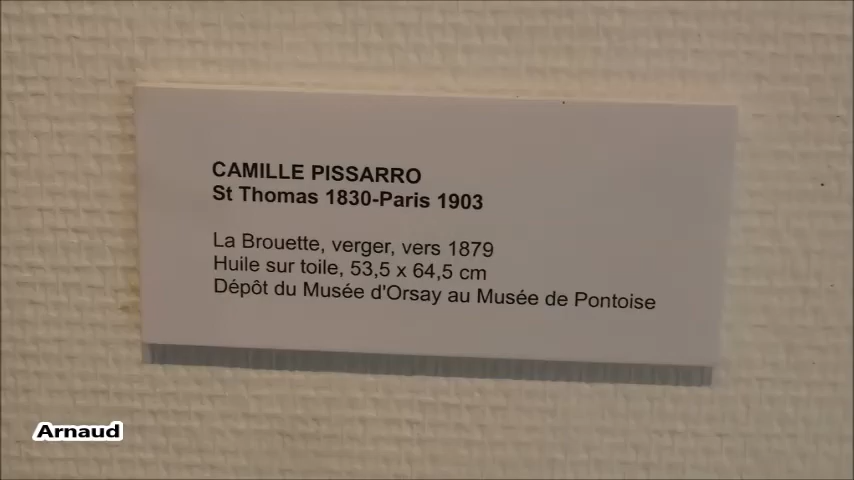 CAMILLE PISSARRO
St Thomas 1830-Paris 1903
La Brouette, verger, vers 1879
Huile sur toile, 53,5 x 64,5 cm
Dépôt du Musée d'Orsay au Musée de Pontoise
Arnaud